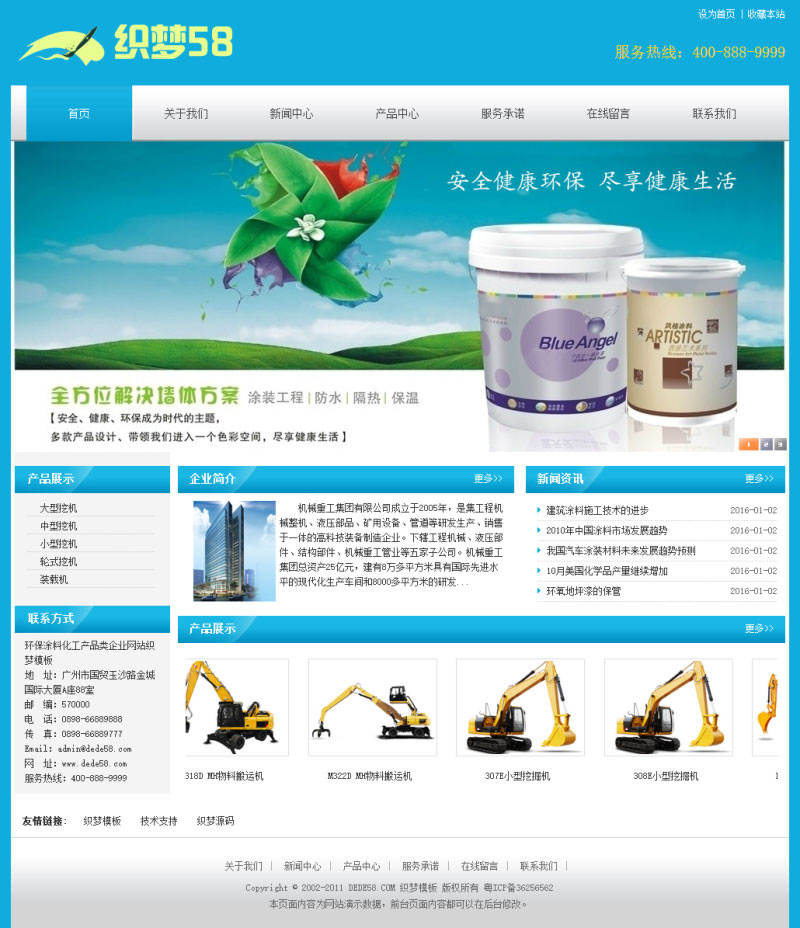 设为首页 | 收藏本站
织梦58
服务热线：400-888-9999
首页 关于我们 新闻中心 产品中心 服务承诺 在线留言 联系我们
安全健康环保 尽享健康生活
Blue Angel
风格涂料
ARTISTIC
全方位解决墙体方案 涂装工程 | 防水 | 隔热 | 保温
【 安全、健康、环保成为时代的主题，
多款产品设计、带领我们进入一个色彩空间，尽享健康生活 】
1 2 3
产品展示
大型挖机
中型挖机
小型挖机
轮式挖机
装载机
联系方式
环保涂料化工产品类企业网站织
梦模板
地 址：广州市国贸玉沙路金城
国际大厦A座88室
邮 编：570000
电 话：0898-66889888
传 真：0898-66889777
Email：admin@dede58.com
网 址：www.dede58.com
服务热线：400-888-9999
企业简介 更多>>
机械重工集团有限公司成立于2005年，是集工程机
械整机、液压部品、矿用设备、管道等研发生产、销售
于一体的高科技装备制造企业。下辖工程机械、液压部
件、结构部件、机械重工管业等五家子公司。机械重工
集团总资产25亿元，建有8万多平方米具有国际先进水
平的现代化生产车间和8000多平方米的研发...
新闻资讯 更多>>
建筑涂料施工技术的进步 2016-01-02
2010年中国涂料市场发展趋势 2016-01-02
我国汽车涂装材料未来发展趋势预测 2016-01-02
10月美国化学品产量继续增加 2016-01-02
环氧地坪漆的保管 2016-01-02
产品展示 更多>>
318D MH物料搬运机 M322D MH物料搬运机 307E小型挖掘机 308E小型挖掘机
友情链接： 织梦模板 技术支持 织梦源码
关于我们 | 新闻中心 | 产品中心 | 服务承诺 | 在线留言 | 联系我们 |
Copyright © 2002-2011 DEDE58.COM 织梦模板 版权所有 粤ICP备36256562
本页面内容为网站演示数据，前台页面内容都可以在后台修改。